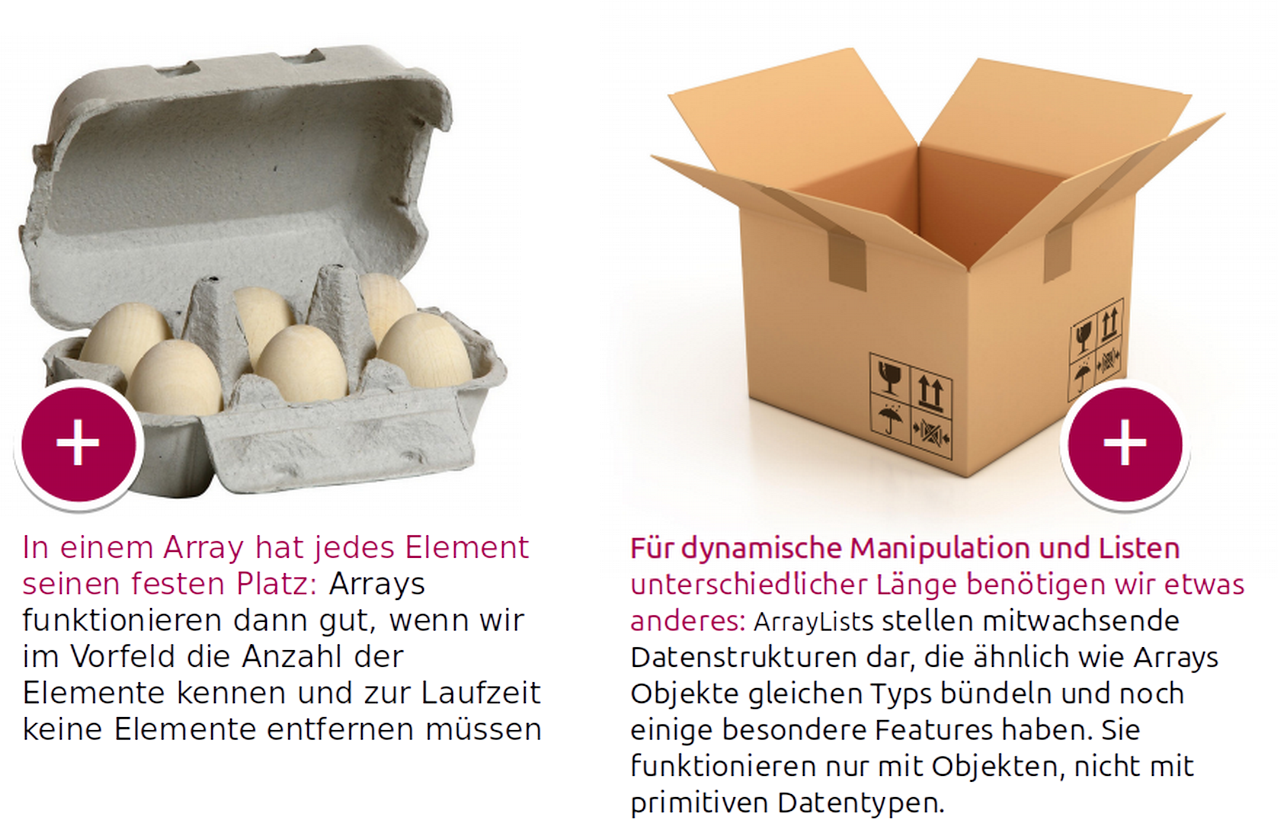 In einem Array hat jedes Element
seinen festen Platz: Arrays
funktionieren dann gut, wenn wir
im Vorfeld die Anzahl der
Elemente kennen und zur Laufzeit
keine Elemente entfernen müssen
Für dynamische Manipulation und Listen
unterschiedlicher Länge benötigen wir etwas
anderes: ArrayLists stellen mitwachsende
Datenstrukturen dar, die ähnlich wie Arrays
Objekte gleichen Typs bündeln und noch
einige besondere Features haben. Sie
funktionieren nur mit Objekten, nicht mit
primitiven Datentypen.